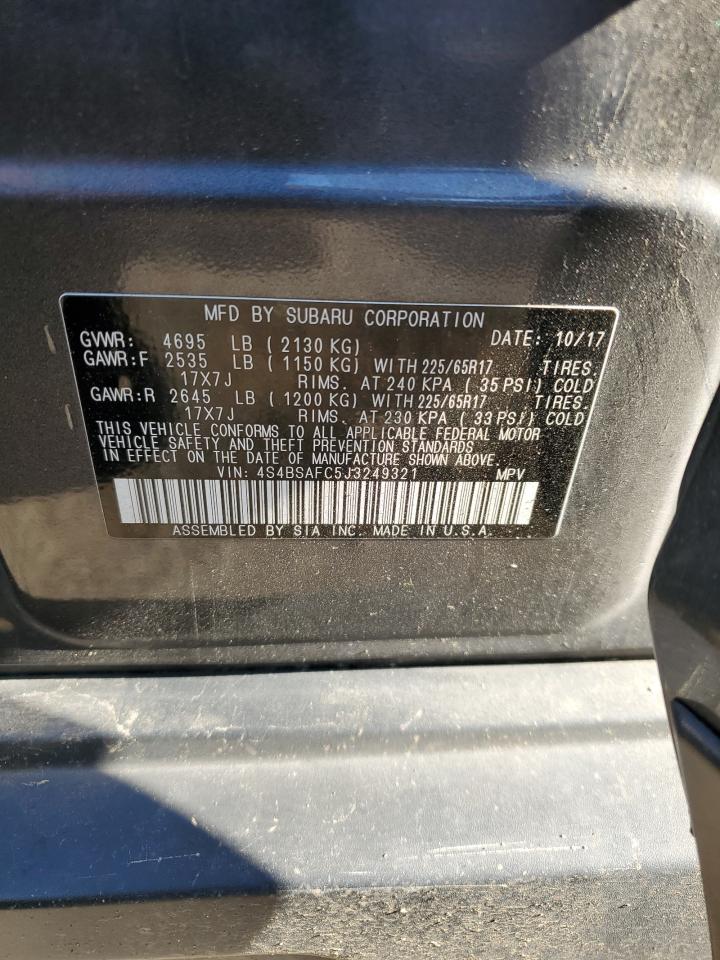 MFD BY SUBARU CORPORATION
GVWR: 4695 LB ( 2130 KG) DATE: 10/17
GAWR:F 2535 LB ( 1150 KG) WITH 225/65R17 TIRES.
17X7J RIMS. AT 240 KPA ( 35 PSI) COLD
GAWR:R 2645 LB ( 1200 KG) WITH 225/65R17 TIRES.
17X7J RIMS. AT 230 KPA ( 33 PSI) COLD
THIS VEHICLE CONFORMS TO ALL APPLICABLE FEDERAL MOTOR
VEHICLE SAFETY AND THEFT PREVENTION STANDARDS
IN EFFECT ON THE DATE OF MANUFACTURE SHOWN ABOVE.
VIN: 4S4BSAFC5J3249321 MPV
ASSEMBLED BY SIA INC. MADE IN U.S.A.